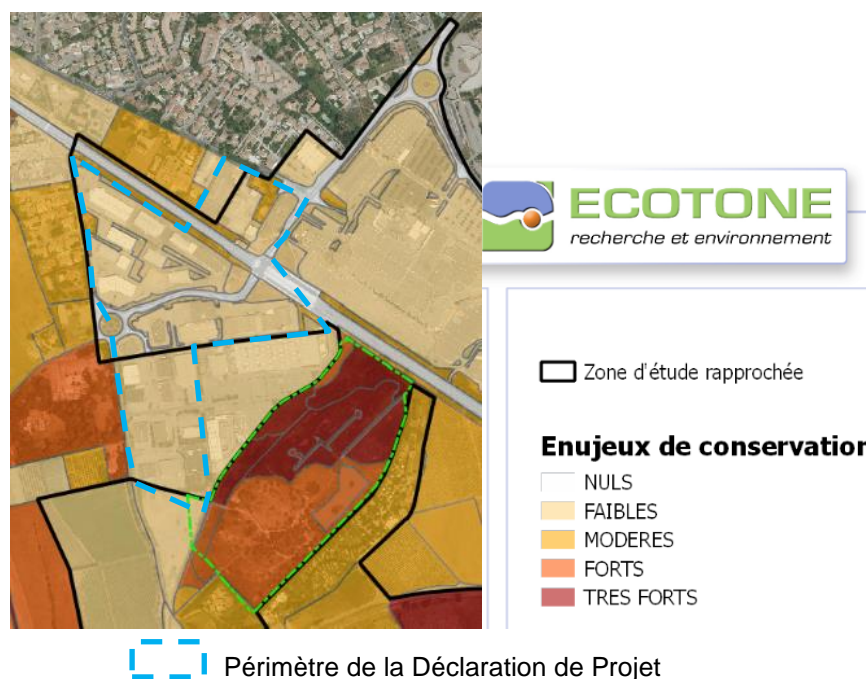 ECOTONE
recherche et environnement
Zone d'étude rapprochée
Enujeux de conservation
NULS
FAIBLES
MODERES
FORTS
TRES FORTS
Périmètre de la Déclaration de Projet